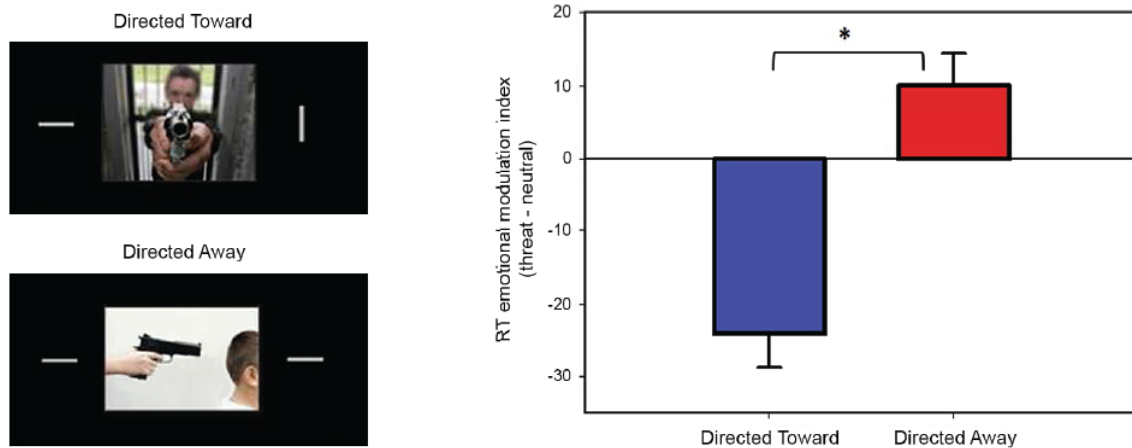 Directed Toward
Directed Away
RT emotional modulation index
(threat - neutral)
20
10
0
-10
-20
-30
*
Directed Toward
Directed Away